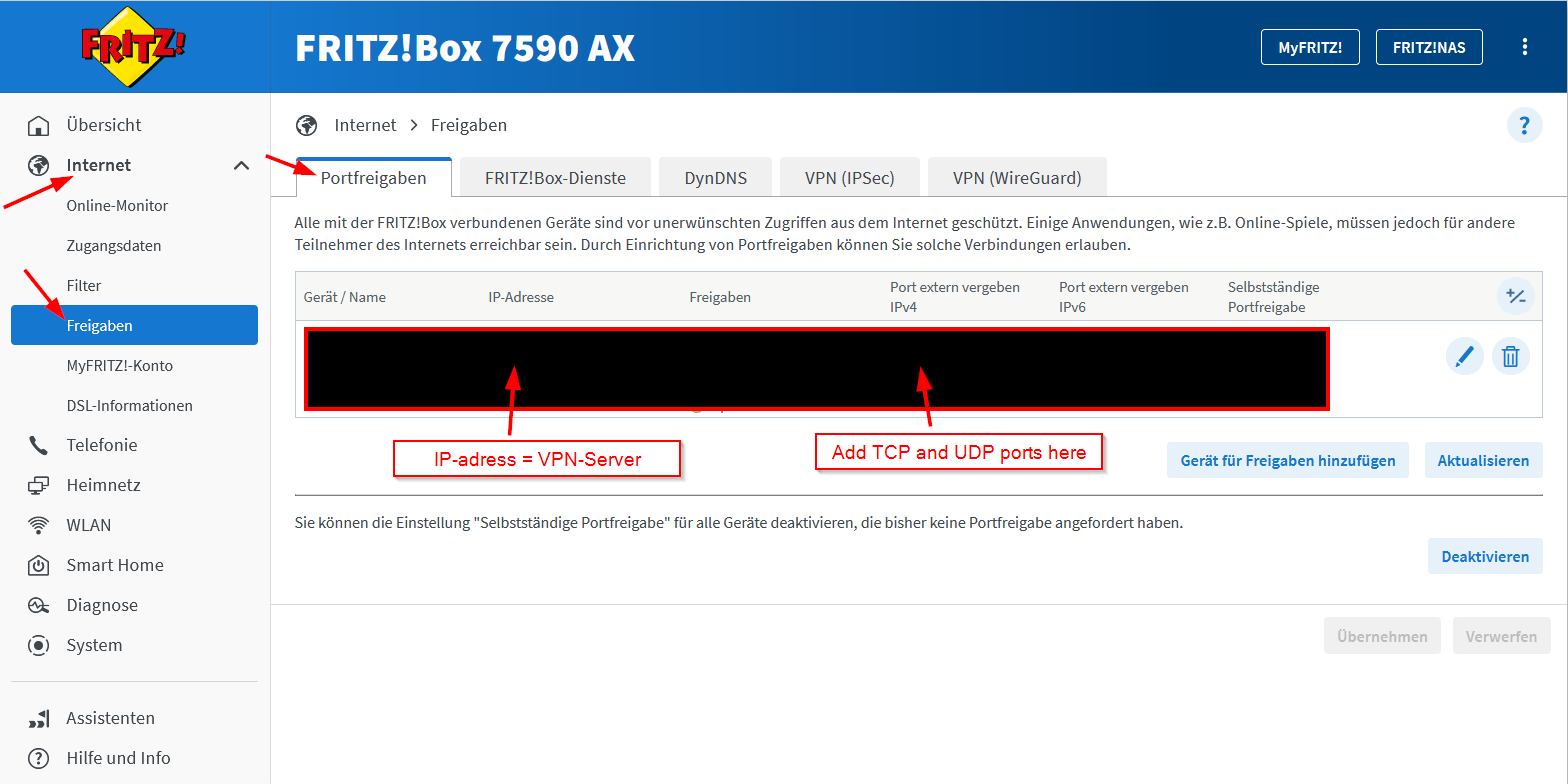 FRITZ!
FRITZ!Box 7590 AX
MyFRITZ!
FRITZ!NAS
Übersicht
Internet
Online-Monitor
Zugangsdaten
Filter
Freigaben
MyFRITZ!-Konto
DSL-Informationen
Telefonie
Heimnetz
WLAN
Smart Home
Diagnose
System
Assistenten
Hilfe und Info
Internet > Freigaben
?
Portfreigaben
FRITZ!Box-Dienste
DynDNS
VPN (IPSec)
VPN (WireGuard)
Alle mit der FRITZ!Box verbundenen Geräte sind vor unerwünschten Zugriffen aus dem Internet geschützt. Einige Anwendungen, wie z.B. Online-Spiele, müssen jedoch für andere
Teilnehmer des Internets erreichbar sein. Durch Einrichtung von Portfreigaben können Sie solche Verbindungen erlauben.
Gerät / Name
IP-Adresse
Freigaben
Port extern vergeben
IPv4
Port extern vergeben
IPv6
Selbstständige
Portfreigabe
IP-adress = VPN-Server
Add TCP and UDP ports here
Gerät für Freigaben hinzufügen
Aktualisieren
Sie können die Einstellung "Selbstständige Portfreigabe" für alle Geräte deaktivieren, die bisher keine Portfreigabe angefordert haben.
Deaktivieren
Übernehmen
Verwerfen